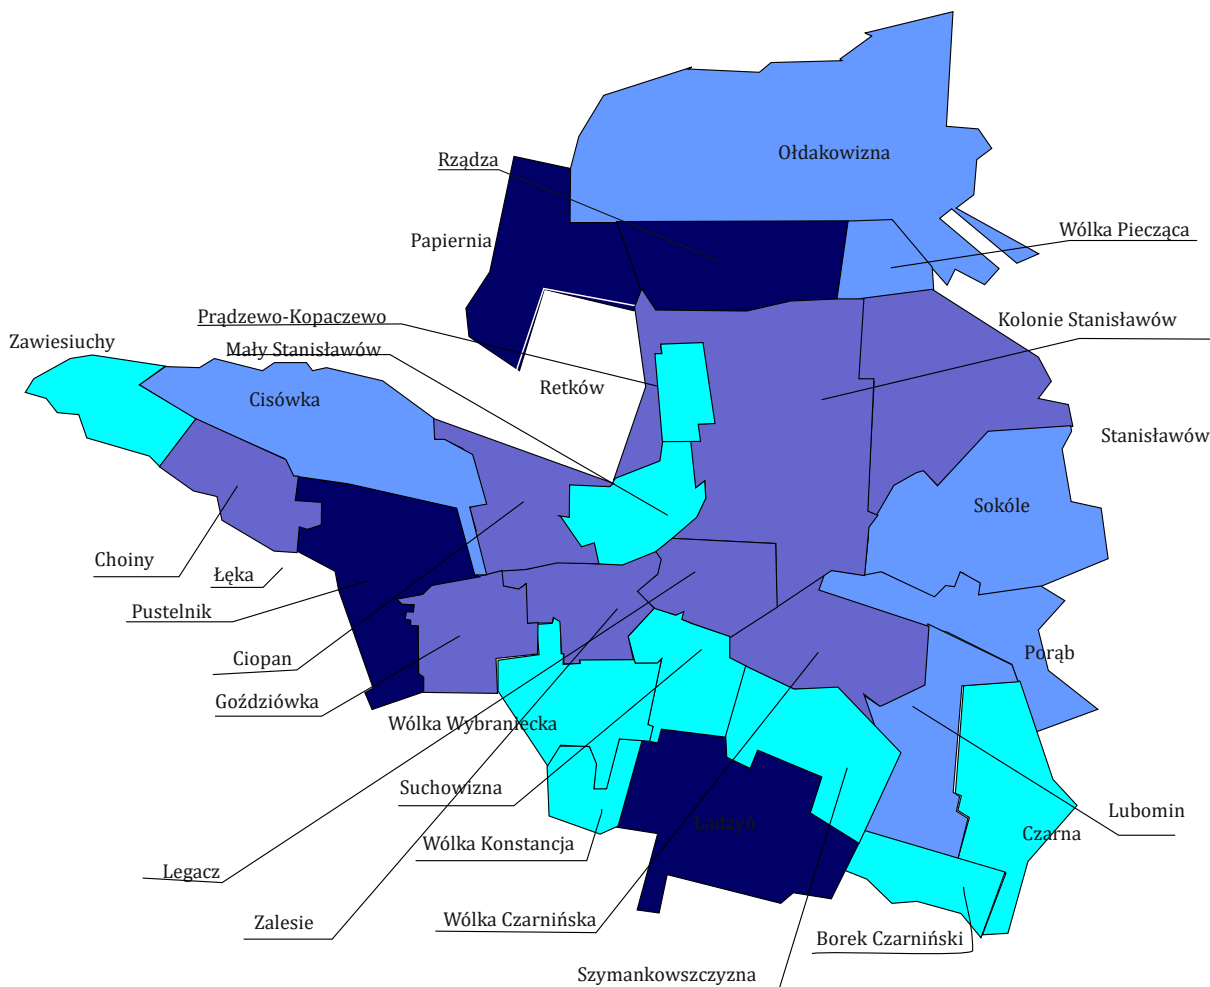 Ołdakowizna
Rządza
Wólka Piecząca
Papiernia
Prądzewo-Kopaczewo
Kolonie Stanisławów
Zawiesiuchy
Mały Stanisławów
Retków
Cisówka
Stanisławów
Sokóle
Choiny
Łęka
Pustelnik
Porąb
Ciopan
Goździówka
Wólka Wybraniecka
Suchowizna
Lubomin
Ładzyń
Czarna
Wólka Konstancja
Legacz
Zalesie
Wólka Czarnińska
Borek Czarniński
Szymankowszczyzna